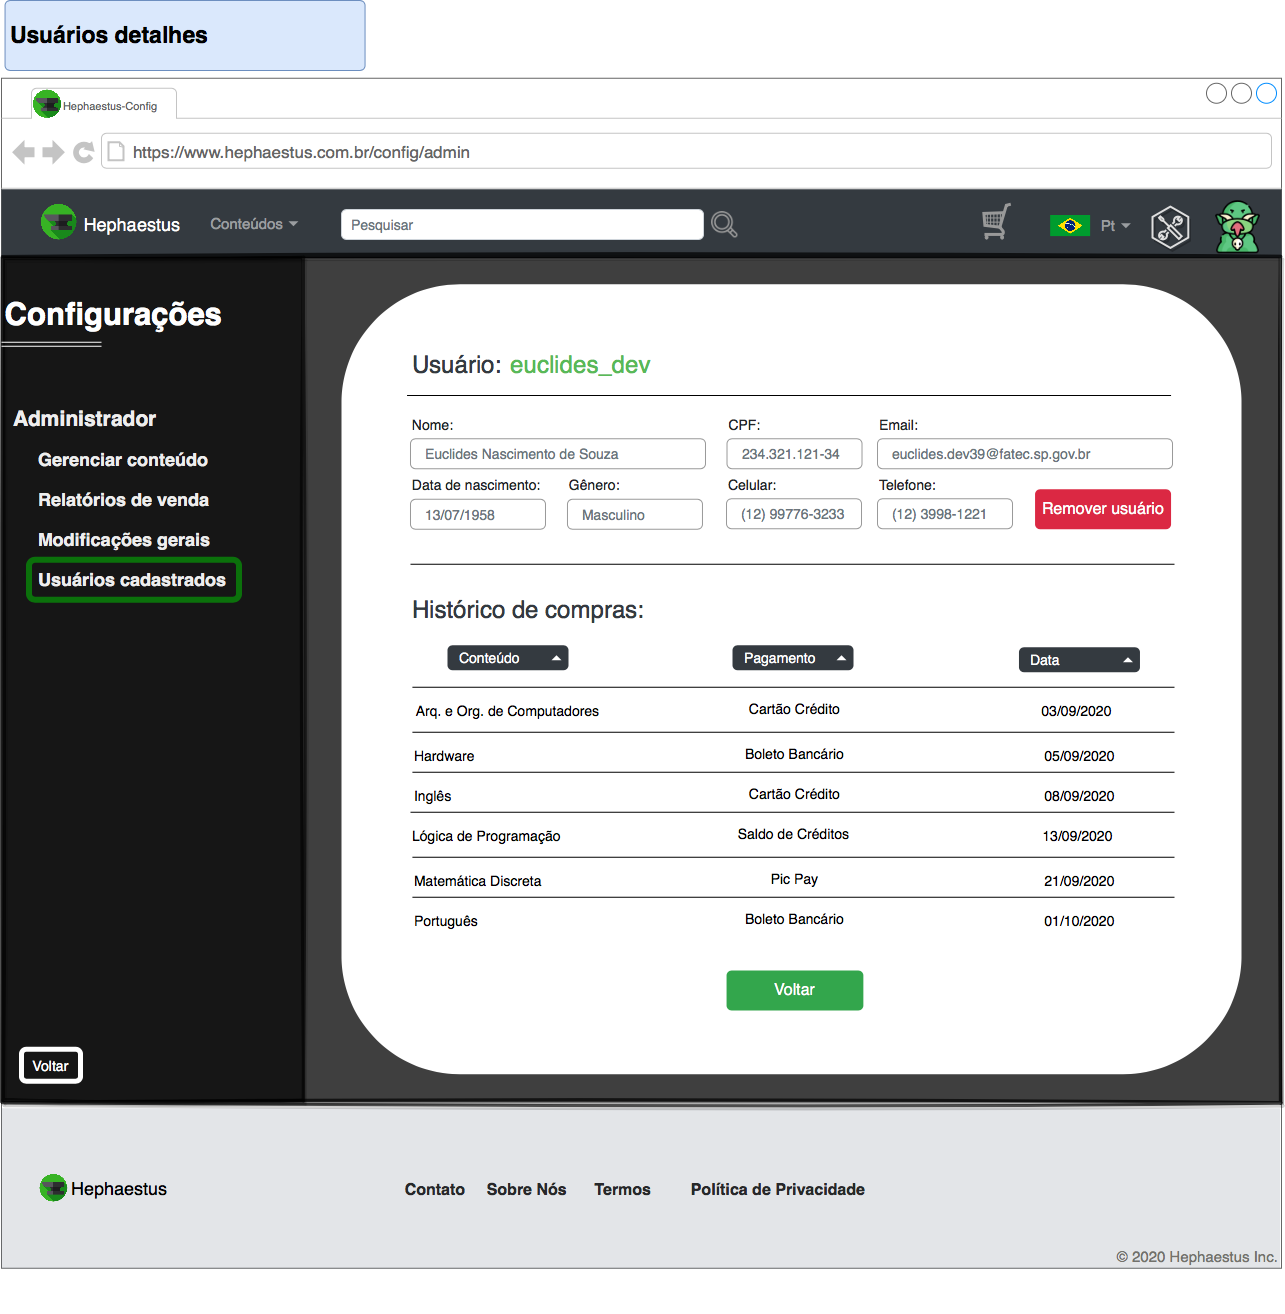 Usuários detalhes
Hephaestus-Config
https://www.hephaestus.com.br/config/admin
Hephaestus Conteúdos Pesquisar Pt
Configurações
Administrador
Gerenciar conteúdo
Relatórios de venda
Modificações gerais
Usuários cadastrados
Voltar
Usuário: euclides_dev
Nome: CPF: Email:
Euclides Nascimento de Souza 234.321.121-34 euclides.dev39@fatec.sp.gov.br
Data de nascimento: Gênero: Celular: Telefone:
13/07/1958 Masculino (12) 99776-3233 (12) 3998-1221 Remover usuário
Histórico de compras:
Conteúdo Pagamento Data
Arq. e Org. de Computadores Cartão Crédito 03/09/2020
Hardware Boleto Bancário 05/09/2020
Inglês Cartão Crédito 08/09/2020
Lógica de Programação Saldo de Créditos 13/09/2020
Matemática Discreta Pic Pay 21/09/2020
Português Boleto Bancário 01/10/2020
Voltar
Hephaestus Contato Sobre Nós Termos Política de Privacidade
© 2020 Hephaestus Inc.